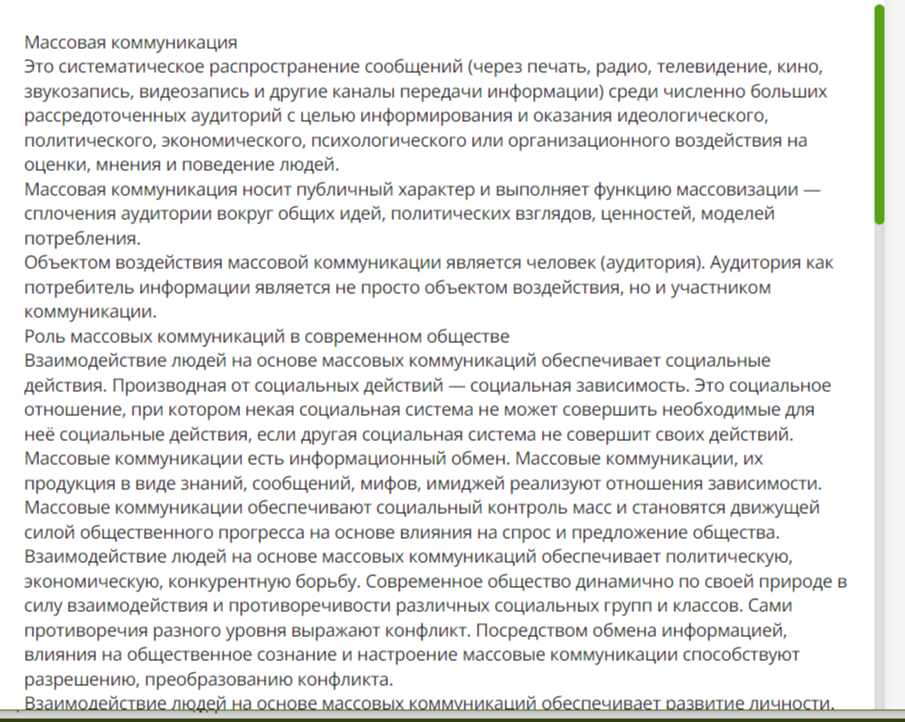 Массовая коммуникация
Это систематическое распространение сообщений (через печать, радио, телевидение, кино,
звукозапись, видеозапись и другие каналы передачи информации) среди численно больших
рассредоточенных аудиторий с целью информирования и оказания идеологического,
политического, экономического, психологического или организационного воздействия на
оценки, мнения и поведение людей.
Массовая коммуникация носит публичный характер и выполняет функцию массовизации —
сплочения аудитории вокруг общих идей, политических взглядов, ценностей, моделей
потребления.
Объектом воздействия массовой коммуникации является человек (аудитория). Аудитория как
потребитель информации является не просто объектом воздействия, но и участником
коммуникации.
Роль массовых коммуникаций в современном обществе
Взаимодействие людей на основе массовых коммуникаций обеспечивает социальные
действия. Производная от социальных действий — социальная зависимость. Это социальное
отношение, при котором некая социальная система не может совершить необходимые для
неё социальные действия, если другая социальная система не совершит своих действий.
Массовые коммуникации есть информационный обмен. Массовые коммуникации, их
продукция в виде знаний, сообщений, мифов, имиджей реализуют отношения зависимости.
Массовые коммуникации обеспечивают социальный контроль масс и становятся движущей
силой общественного прогресса на основе влияния на спрос и предложение общества.
Взаимодействие людей на основе массовых коммуникаций обеспечивает политическую,
экономическую, конкурентную борьбу. Современное общество динамично по своей природе в
силу взаимодействия и противоречивости различных социальных групп и классов. Сами
противоречия разного уровня выражают конфликт. Посредством обмена информацией,
влияния на общественное сознание и настроение массовые коммуникации способствуют
разрешению, преобразованию конфликта.
Взаимодействие людей на основе массовых коммуникаций обеспечивает развитие личности.